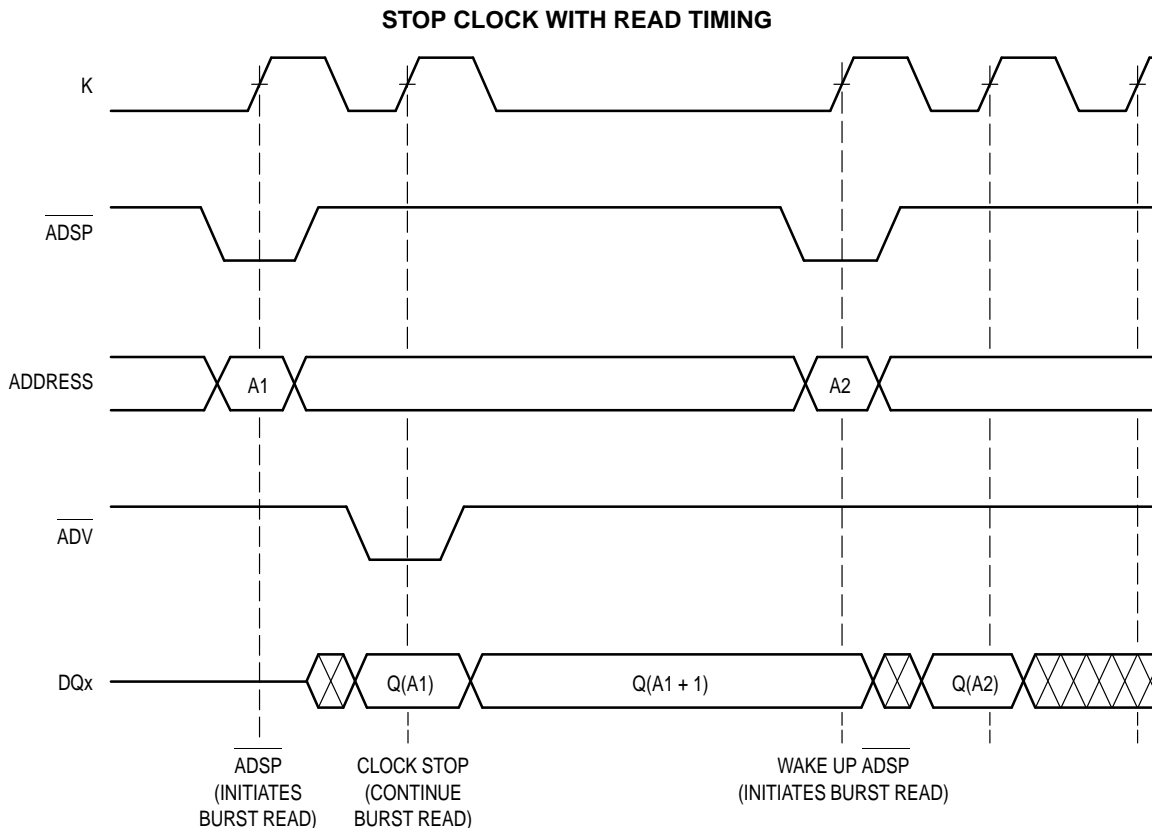 STOP CLOCK WITH READ TIMING
K
ADSP
ADDRESS
A1
A2
ADV
DQx
Q(A1)
Q(A1 + 1)
Q(A2)
ADSP
(INITIATES
BURST READ)
CLOCK STOP
(CONTINUE
BURST READ)
WAKE UP ADSP
(INITIATES BURST READ)